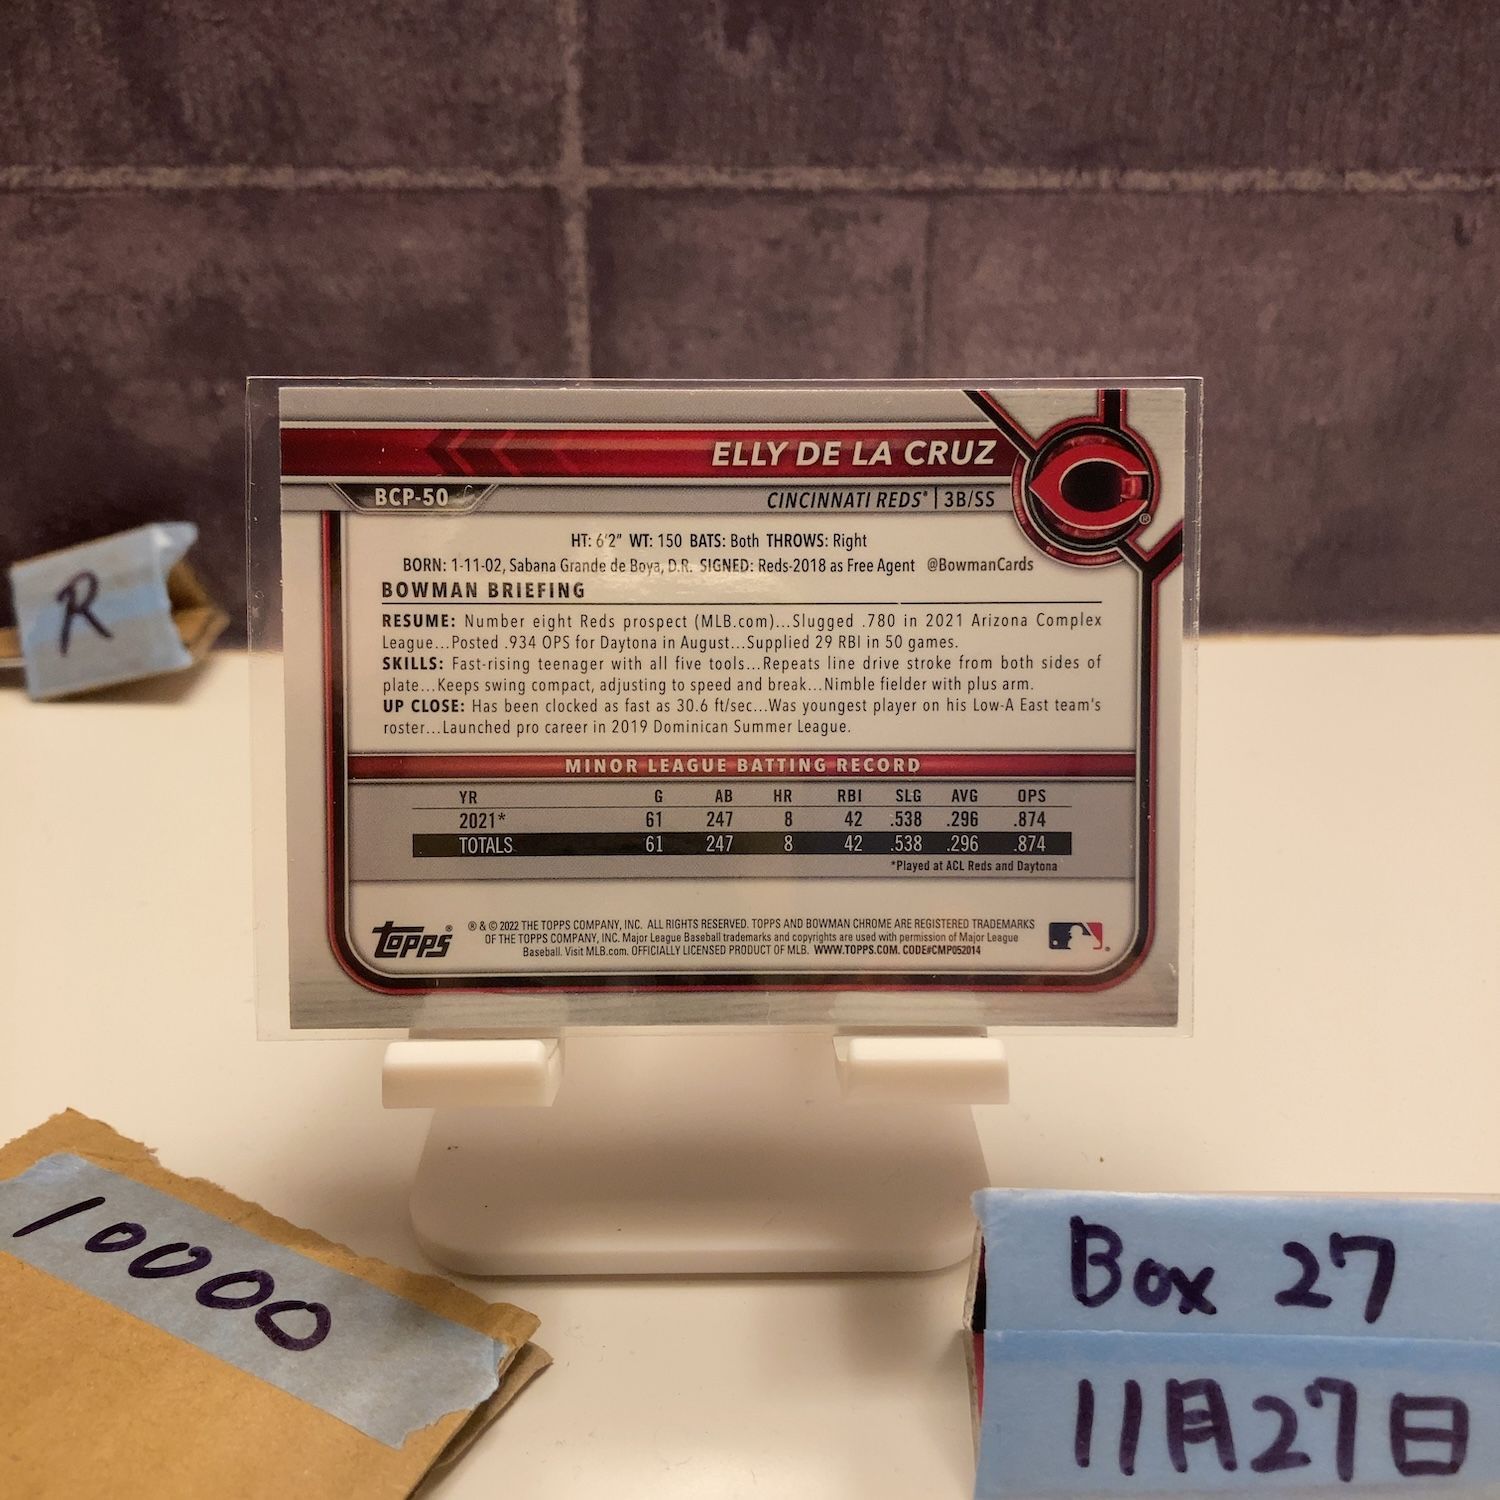 ELLY DE LA CRUZ
BCP-50
CINCINNATI REDS® | 3B/SS
HT: 6'2" WT: 150 BATS: Both THROWS: Right
BORN: 1-11-02, Sabana Grande de Boya, D.R. SIGNED: Reds-2018 as Free Agent @BowmanCards
BOWMAN BRIEFING
RESUME: Number eight Reds prospect (MLB.com)...Slugged .780 in 2021 Arizona Complex
League...Posted .934 OPS for Daytona in August...Supplied 29 RBI in 50 games.
SKILLS: Fast-rising teenager with all five tools...Repeats line drive stroke from both sides of
plate...Keeps swing compact, adjusting to speed and break...Nimble fielder with plus arm.
UP CLOSE: Has been clocked as fast as 30.6 ft/sec...Was youngest player on his Low-A East team's
roster...Launched pro career in 2019 Dominican Summer League.
MINOR LEAGUE BATTING RECORD
YR G AB HR RBI SLG AVG OPS
2021* 61 247 8 42 .538 .296 .874
TOTALS 61 247 8 42 .538 .296 .874
*Played at ACL Reds and Daytona
topps®
® & © 2022 THE TOPPS COMPANY, INC. ALL RIGHTS RESERVED. TOPPS AND BOWMAN CHROME ARE REGISTERED TRADEMARKS
OF THE TOPPS COMPANY, INC. Major League Baseball trademarks and copyrights are used with permission of Major League
Baseball. Visit MLB.com. OFFICIALLY LICENSED PRODUCT OF MLB. WWW.TOPPS.COM. CODE#CMP052014
R
10000
Box 27
11月27日